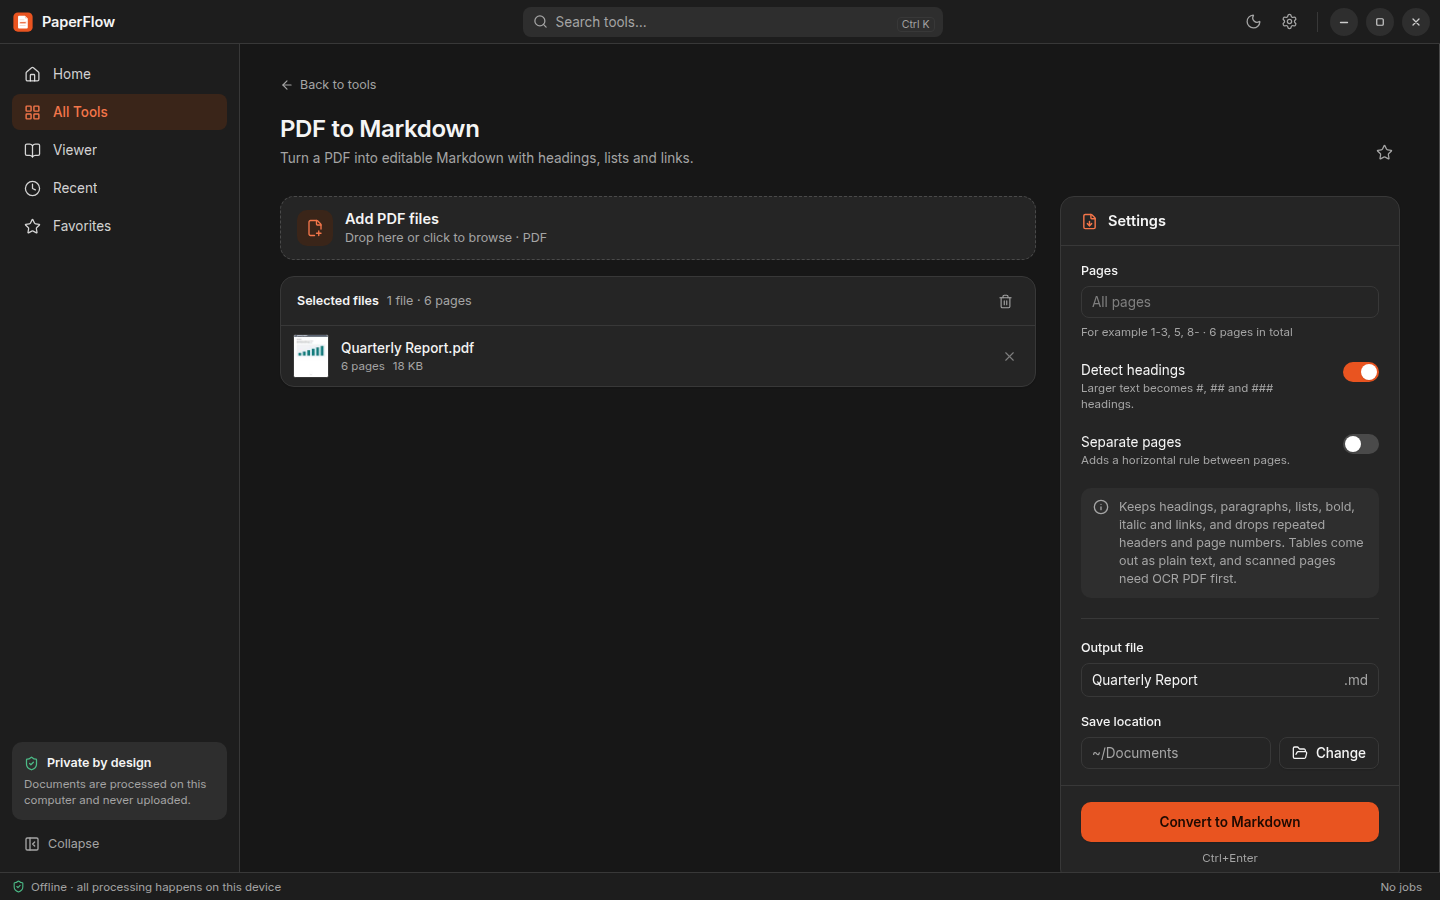 PaperFlow
Search tools...
Ctrl K
Home
All Tools
Viewer
Recent
Favorites
Private by design
Documents are processed on this
computer and never uploaded.
Collapse
Back to tools
PDF to Markdown
Turn a PDF into editable Markdown with headings, lists and links.
Add PDF files
Drop here or click to browse · PDF
Selected files 1 file · 6 pages
Quarterly Report.pdf
6 pages 18 KB
Settings
Pages
All pages
For example 1-3, 5, 8- · 6 pages in total
Detect headings
Larger text becomes #, ## and ###
headings.
Separate pages
Adds a horizontal rule between pages.
Keeps headings, paragraphs, lists, bold,
italic and links, and drops repeated
headers and page numbers. Tables come
out as plain text, and scanned pages
need OCR PDF first.
Output file
Quarterly Report .md
Save location
~/Documents
Change
Convert to Markdown
Ctrl+Enter
Offline · all processing happens on this device
No jobs